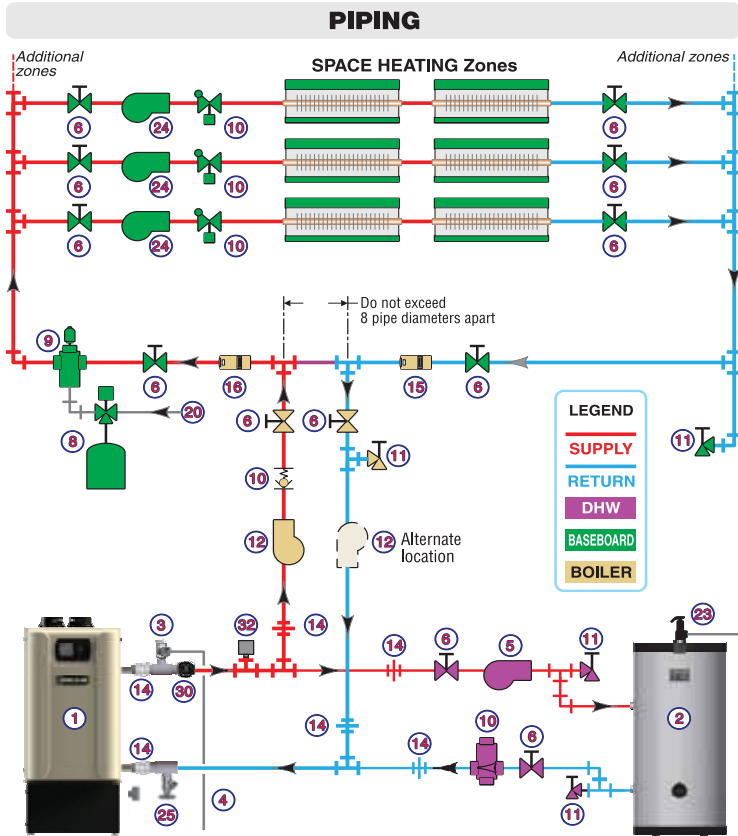 PIPING
Additional zones
SPACE HEATING Zones
Additional zones
6 24 10 6
6 24 10 6
6 24 10 6
Do not exceed
8 pipe diameters apart
9
6 16 15 6
8 20
6 6
11 11
10
12 12 Alternate
location
LEGEND
SUPPLY
RETURN
DHW
BASEBOARD
BOILER
3 32 14 23
14 6 5 11
14 30
1 2
14 14 10 6
14
25 4 11